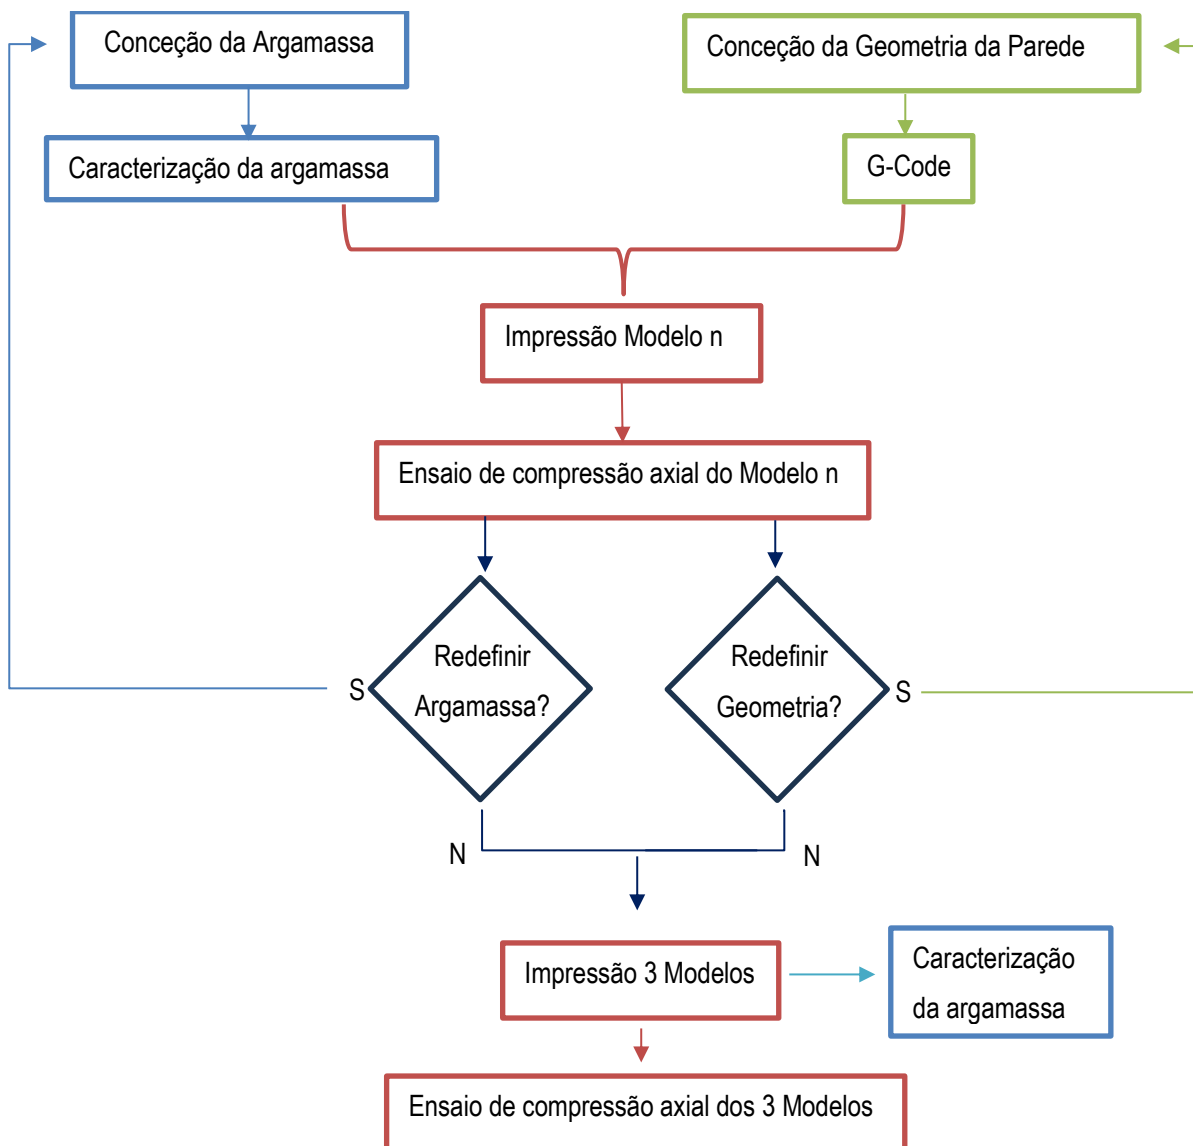 Conceção da Argamassa
Conceção da Geometria da Parede
Caracterização da argamassa
G-Code
Impressão Modelo n
Ensaio de compressão axial do Modelo n
Redefinir
Argamassa?
S
Redefinir
Geometria?
S
N
N
Impressão 3 Modelos
Caracterização
da argamassa
Ensaio de compressão axial dos 3 Modelos